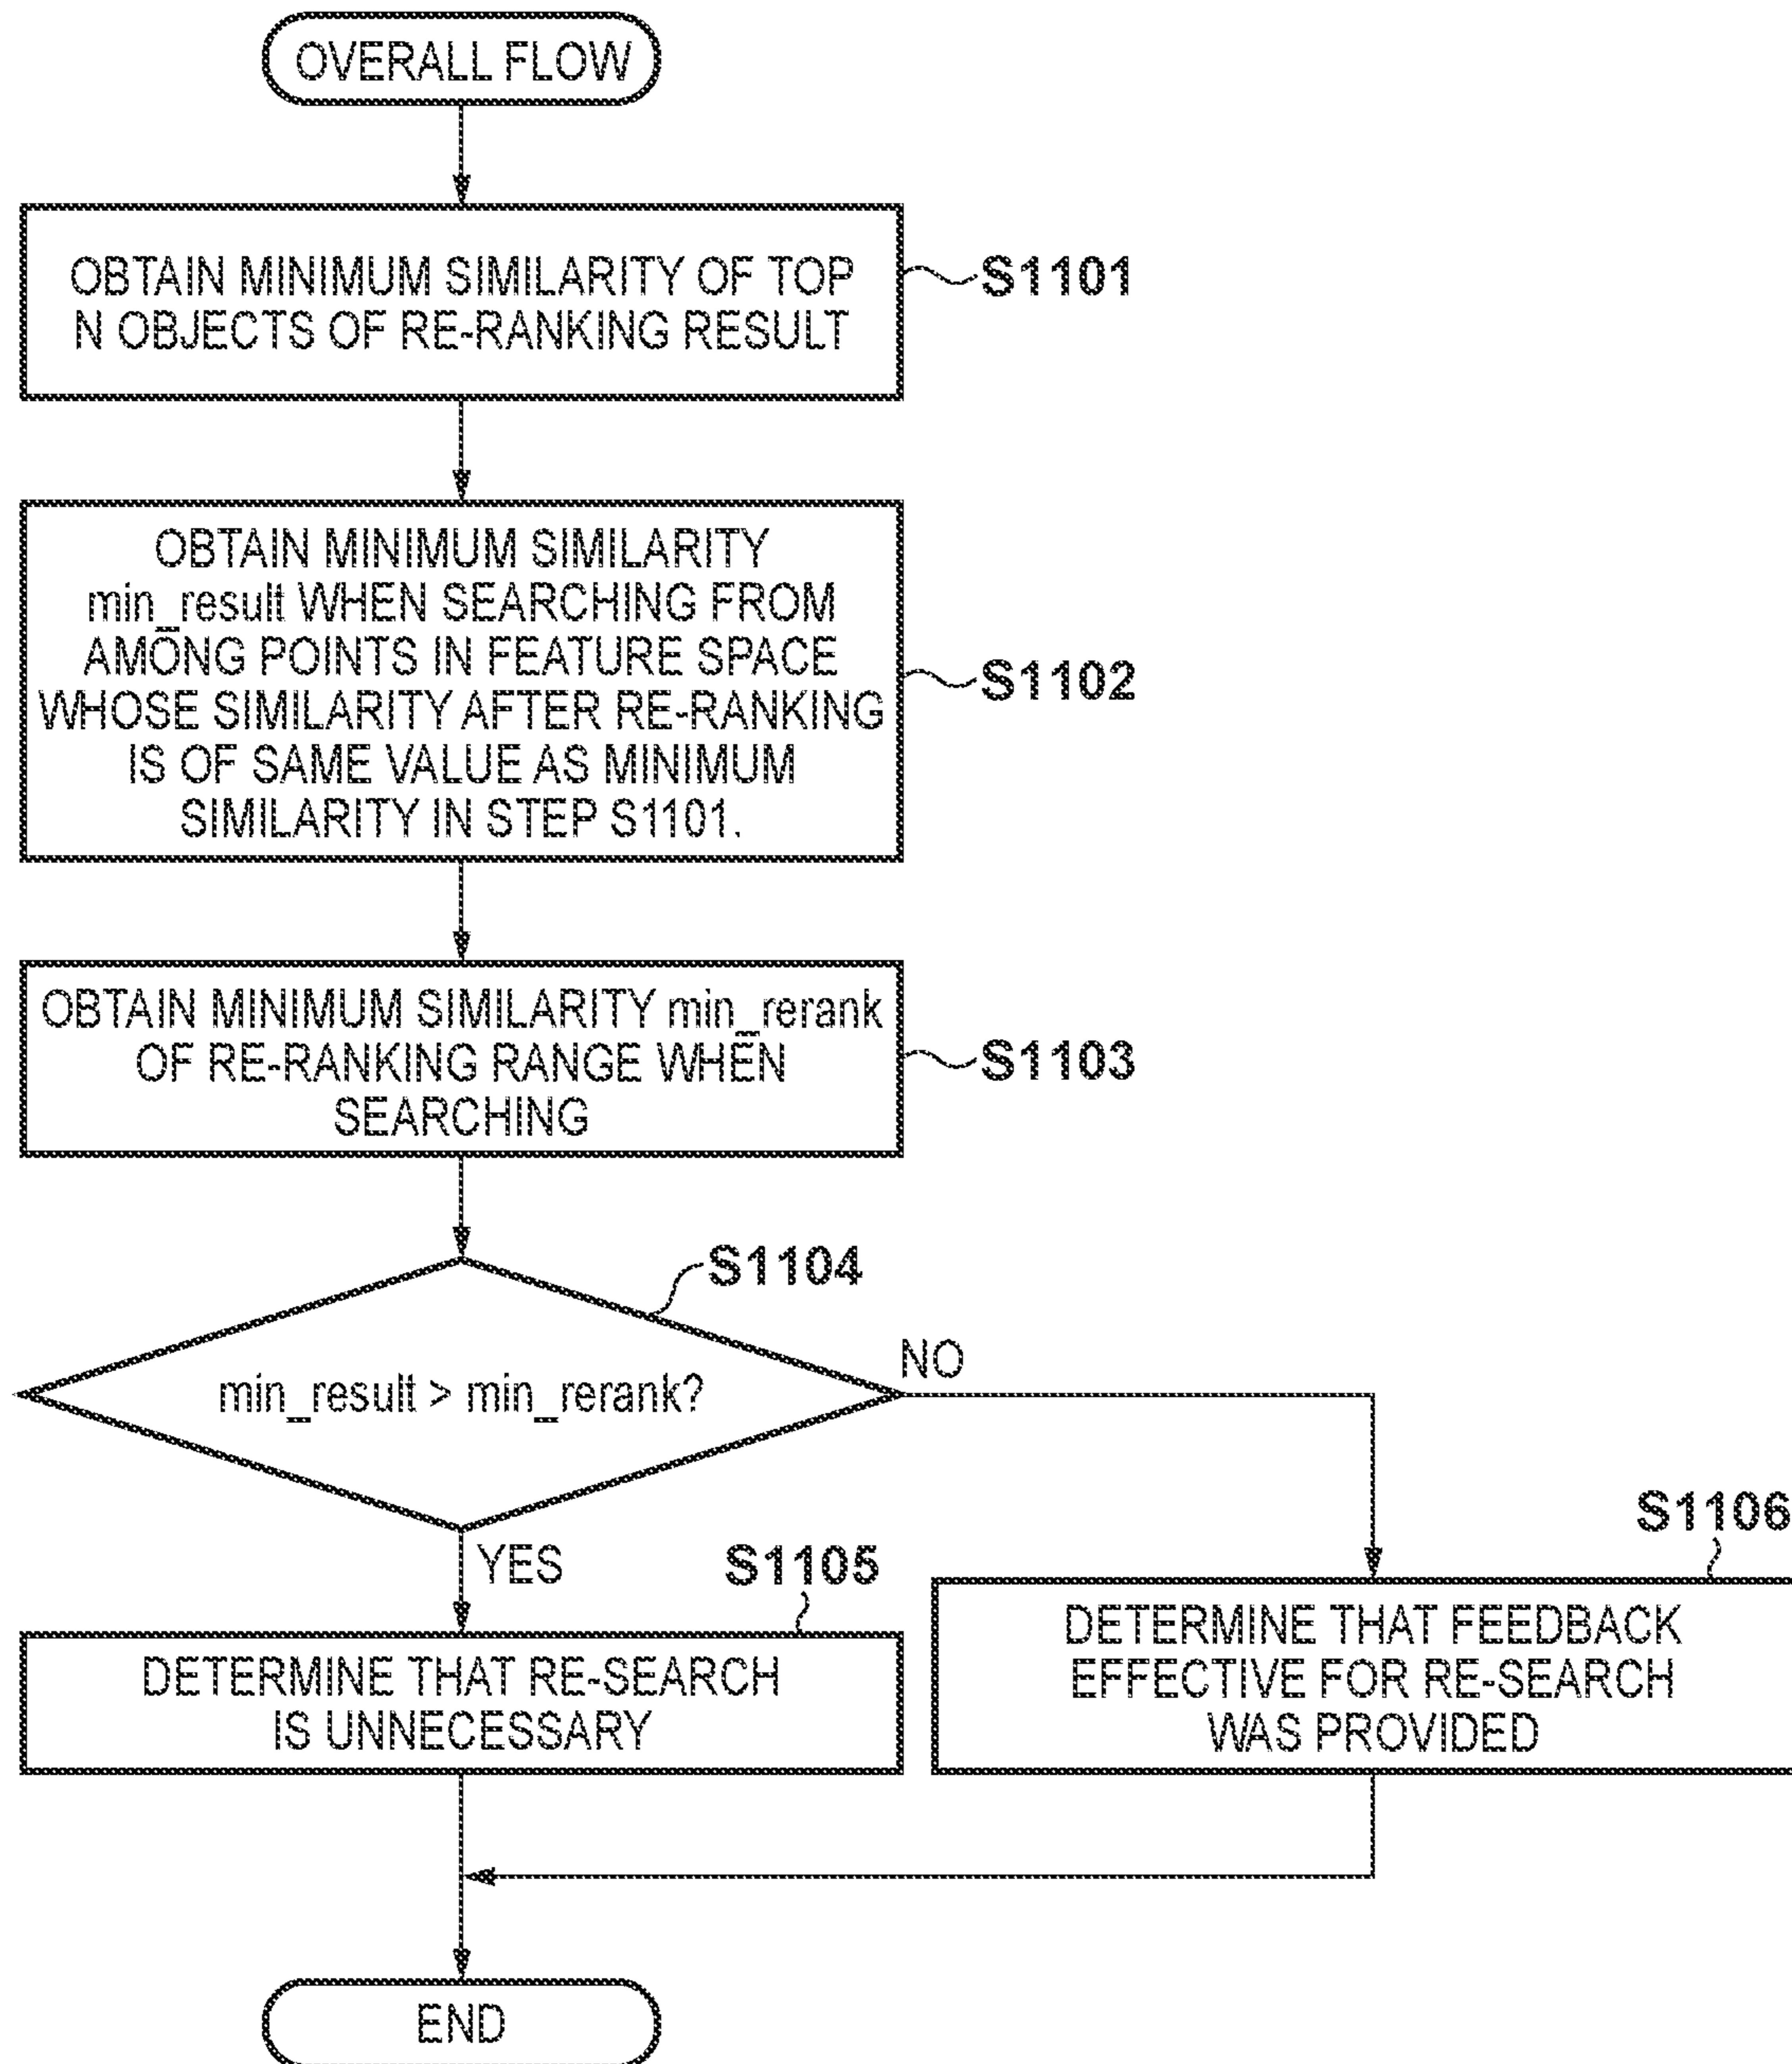 OVERALL FLOW
OBTAIN MINIMUM SIMILARITY OF TOP
N OBJECTS OF RE-RANKING RESULT
S1101
OBTAIN MINIMUM SIMILARITY
min_result WHEN SEARCHING FROM
AMONG POINTS IN FEATURE SPACE
WHOSE SIMILARITY AFTER RE-RANKING
IS OF SAME VALUE AS MINIMUM
SIMILARITY IN STEP S1101.
S1102
OBTAIN MINIMUM SIMILARITY min_rerank
OF RE-RANKING RANGE WHEN
SEARCHING
S1103
S1104
min_result > min_rerank?
NO
YES
S1105
DETERMINE THAT RE-SEARCH
IS UNNECESSARY
S1106
DETERMINE THAT FEEDBACK
EFFECTIVE FOR RE-SEARCH
WAS PROVIDED
END